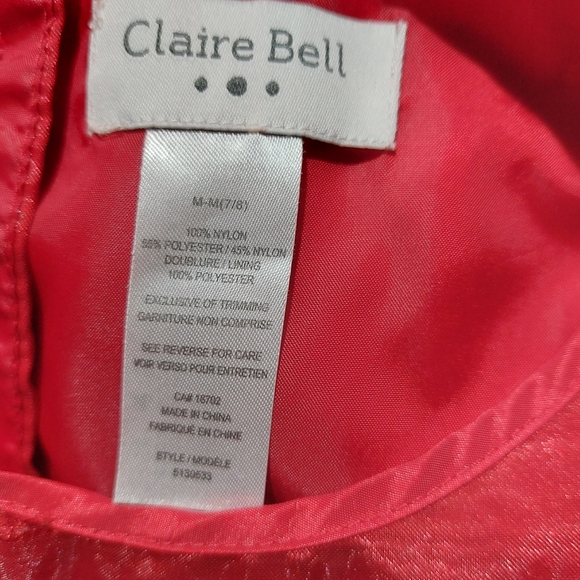 Claire Bell
M-M(7/8)
100% NYLON
55% POLYESTER / 45% NYLON
DOUBLURE / LINING
100% POLYESTER
EXCLUSIVE OF TRIMMING
GARNITURE NON COMPRISE
SEE REVERSE FOR CARE
VOIR VERSO POUR ENTRETIEN
CA# 18702
MADE IN CHINA
FABRIQUÉ EN CHINE
STYLE / MODÈLE
5130633